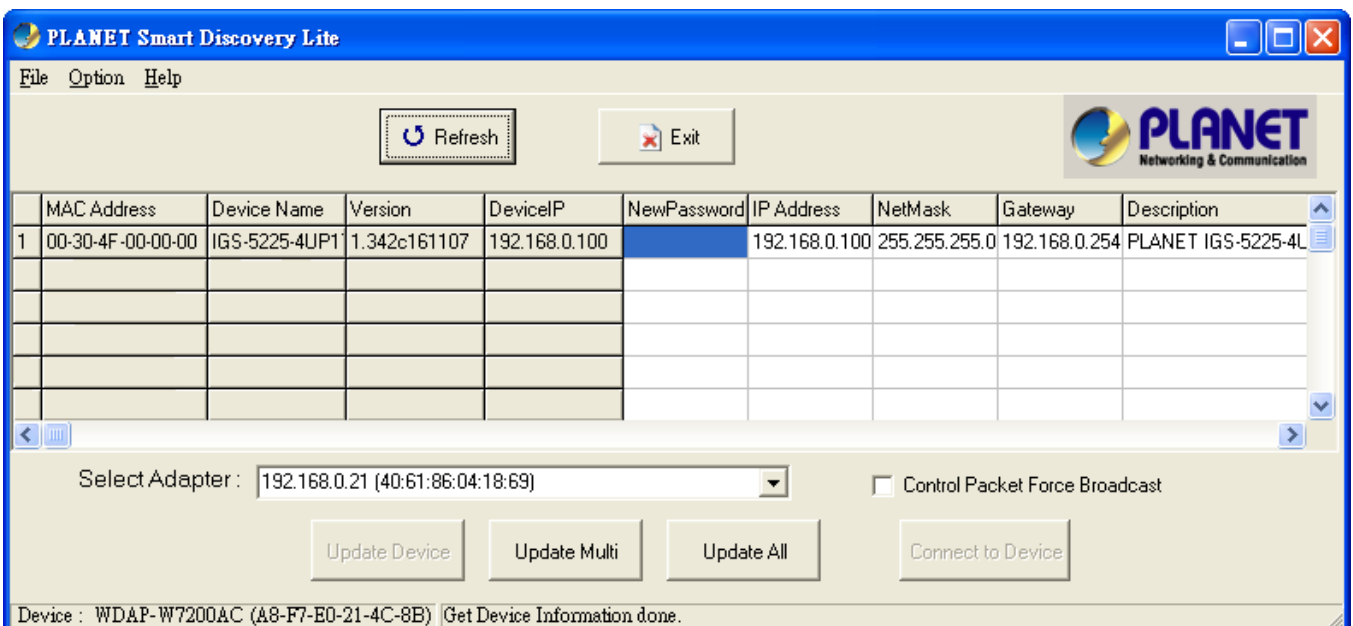 PLANET Smart Discovery Lite
File Option Help
Refresh Exit
PLANET
Networking & Communication
MAC Address Device Name Version DeviceIP NewPassword IP Address NetMask Gateway Description
1 00-30-4F-00-00-00 IGS-5225-4UP1 1.342c161107 192.168.0.100 192.168.0.100 255.255.255.0 192.168.0.254 PLANET IGS-5225-4U
Select Adapter : 192.168.0.21 (40:61:86:04:18:69) Control Packet Force Broadcast
Update Device Update Multi Update All Connect to Device
Device : WDAP-W7200AC (A8-F7-E0-21-4C-8B) Get Device Information done.